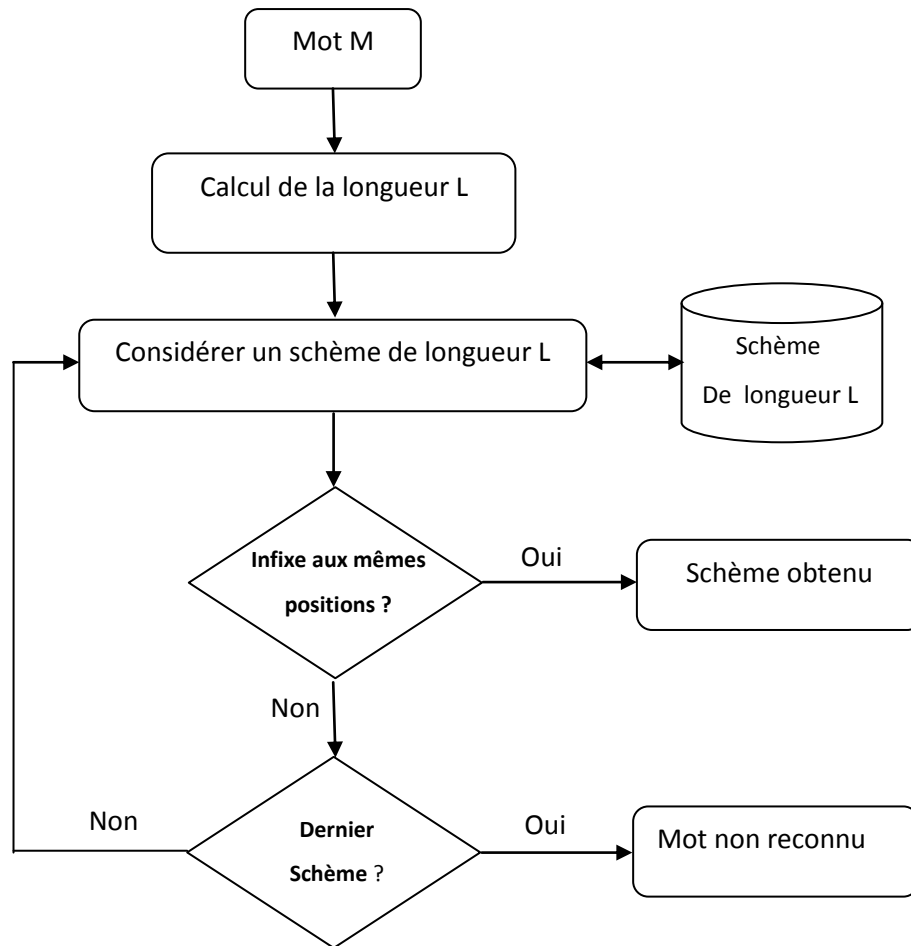 Mot M
Calcul de la longueur L
Considérer un schème de longueur L
Schème
De longueur L
Infixe aux mêmes
positions ?
Oui
Schème obtenu
Non
Non
Dernier
Schème ?
Oui
Mot non reconnu